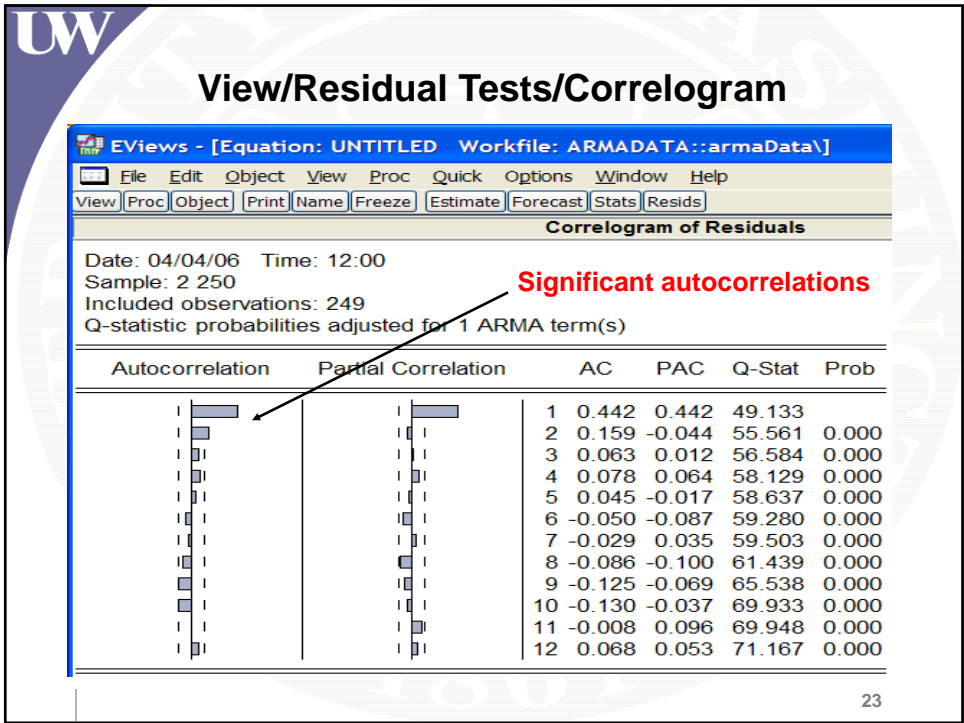 UW
View/Residual Tests/Correlogram
EViews - [Equation: UNTITLED Workfile: ARMADATA::armaData\]
File Edit Object View Proc Quick Options Window Help
View Proc Object Print Name Freeze Estimate Forecast Stats Resids
Correlogram of Residuals
Date: 04/04/06 Time: 12:00
Sample: 2 250
Included observations: 249
Q-statistic probabilities adjusted for 1 ARMA term(s)
Significant autocorrelations
Autocorrelation Partial Correlation AC PAC Q-Stat Prob
1 0.442 0.442 49.133
2 0.159 -0.044 55.561 0.000
3 0.063 0.012 56.584 0.000
4 0.078 0.064 58.129 0.000
5 0.045 -0.017 58.637 0.000
6 -0.050 -0.087 59.280 0.000
7 -0.029 0.035 59.503 0.000
8 -0.086 -0.100 61.439 0.000
9 -0.125 -0.069 65.538 0.000
10 -0.130 -0.037 69.933 0.000
11 -0.008 0.096 69.948 0.000
12 0.068 0.053 71.167 0.000
23